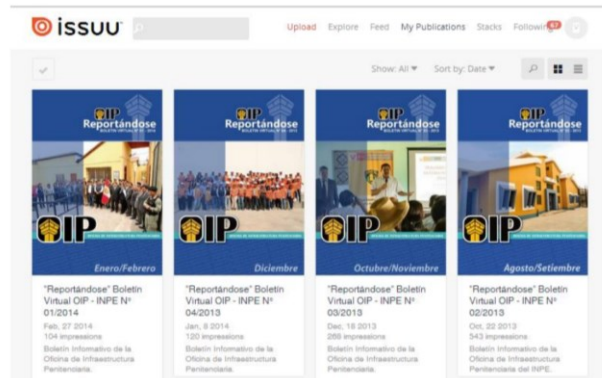 issuu
Upload Explore Feed My Publications Stacks Following 67
Show: All Sort by: Date
OIP
Reportándose
OIP
Enero/Febrero
"Reportándose" Boletín
Virtual OIP - INPE N°
01/2014
Feb, 27 2014
104 impressions
Boletín Informativo de la
Oficina de Infraestructura
Penitenciaria.
OIP
Reportándose
OIP
Diciembre
"Reportándose" Boletín
Virtual OIP - INPE N°
04/2013
Jan, 8 2014
120 impressions
Boletín Informativo de la
Oficina de Infraestructura
Penitenciaria.
OIP
Reportándose
OIP
Octubre/Noviembre
"Reportándose" Boletín
Virtual OIP - INPE N°
03/2013
Dec, 18 2013
288 impressions
Boletín Informativo de la
Oficina de Infraestructura
Penitenciaria.
OIP
Reportándose
OIP
Agosto/Setiembre
"Reportándose" Boletín
Virtual OIP - INPE N°
02/2013
Oct, 22 2013
543 impressions
Boletín Informativo de la
Oficina de Infraestructura
Penitenciaria del INPE.